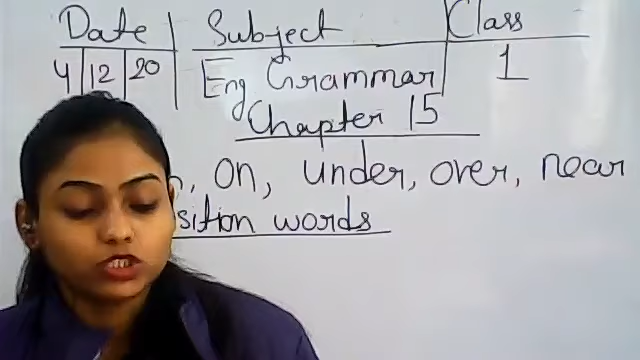 Date Subject Class
4 12 20 Eng Grammar 1
Chapter 15
on, under, over, near
words